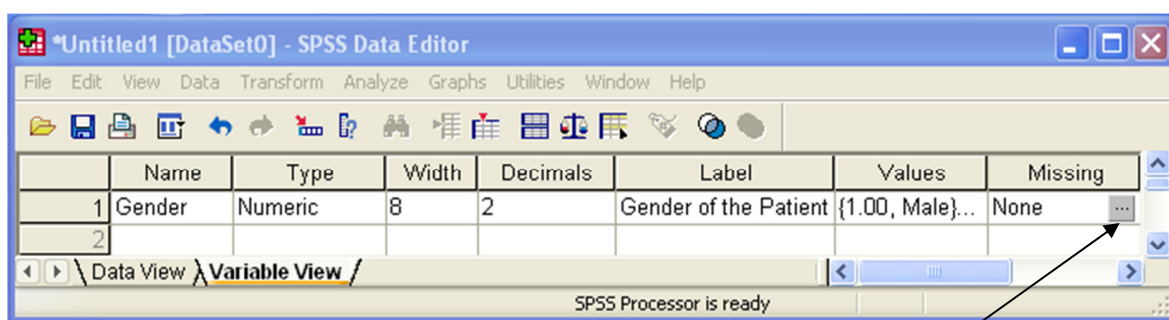 *Untitled1 [DataSet0] - SPSS Data Editor
File Edit View Data Transform Analyze Graphs Utilities Window Help
Name Type Width Decimals Label Values Missing
1 Gender Numeric 8 2 Gender of the Patient {1.00, Male}... None ...
2
Data View Variable View
SPSS Processor is ready